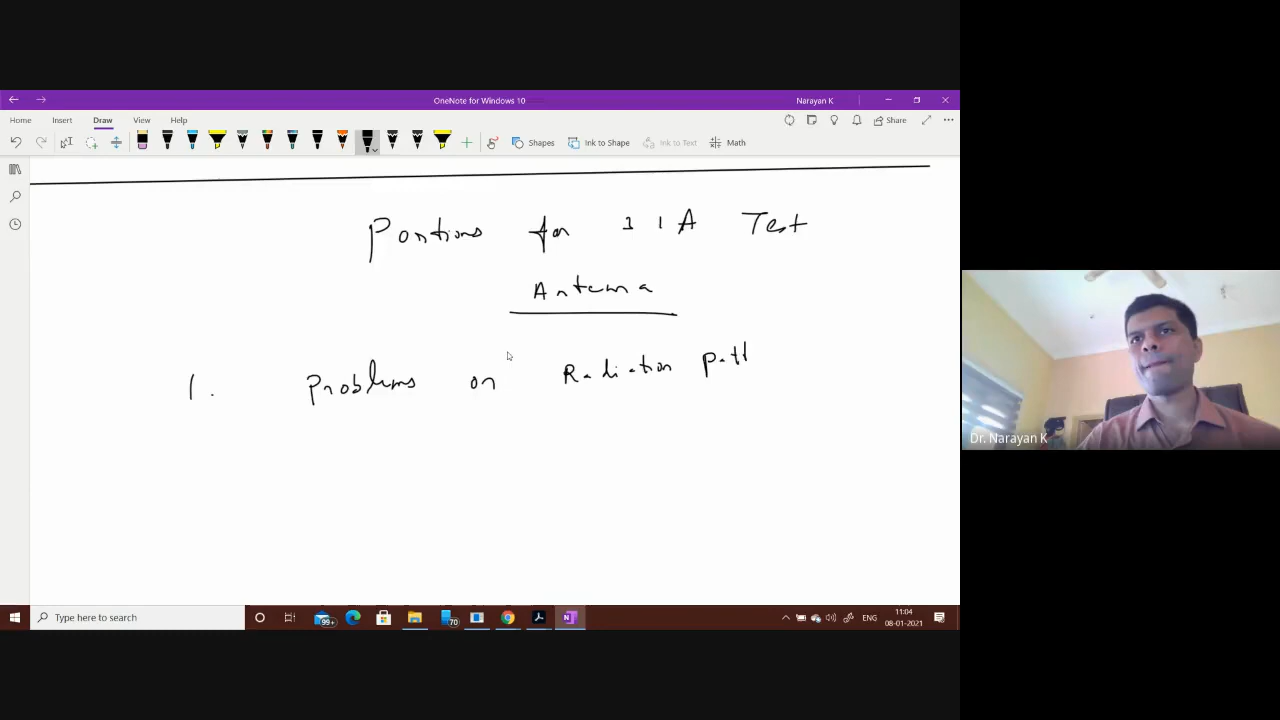 OneNote for Windows 10
Narayan K
Home Insert Draw View Help
Share
Shapes Ink to Shape Ink to Text Math
Portions for 1 IA Test
Antenna
1. Problems on Radiation patt
Dr. Narayan K
Type here to search
99+
70
ENG
11:04
08-01-2021